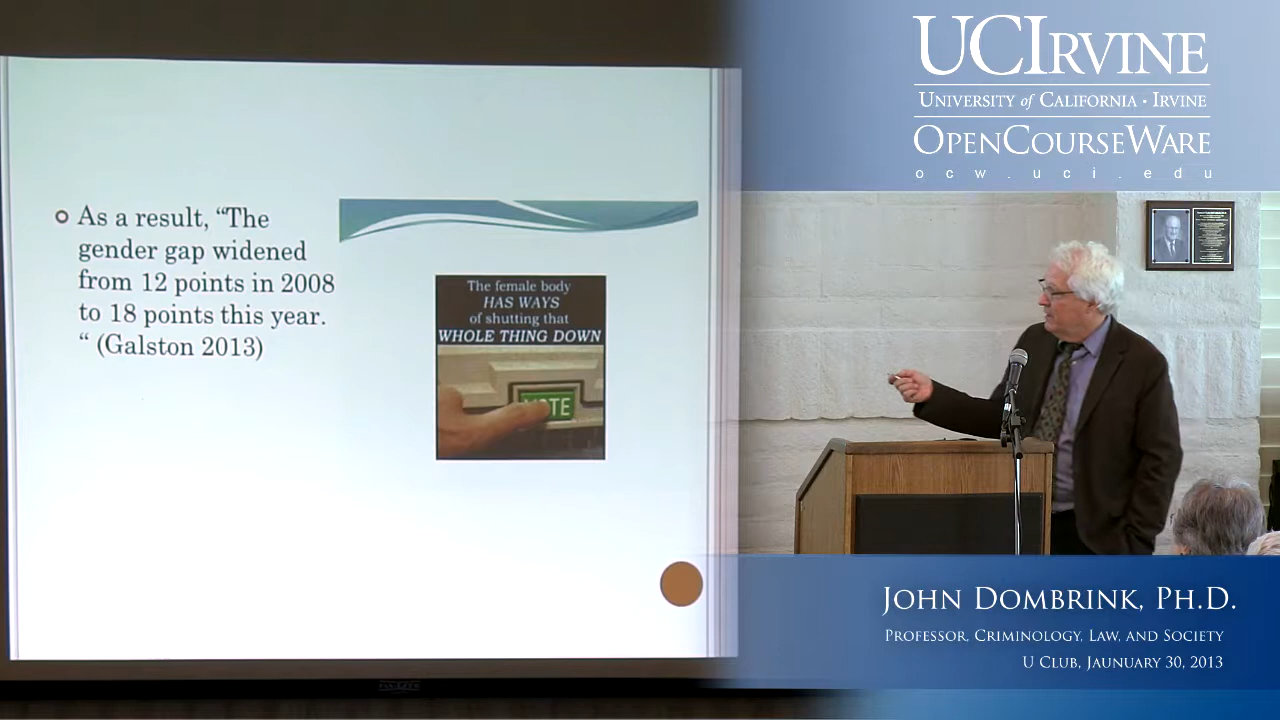 As a result, “The
gender gap widened
from 12 points in 2008
to 18 points this year.
“ (Galston 2013)
The female body
HAS WAYS
of shutting that
WHOLE THING DOWN
VOTE
UCIRVINE
UNIVERSITY of CALIFORNIA • IRVINE
OPENCOURSEWARE
ocw.uci.edu
JOHN DOMBRINK, PH.D.
PROFESSOR, CRIMINOLOGY, LAW, AND SOCIETY
U CLUB, JAUNUARY 30, 2013